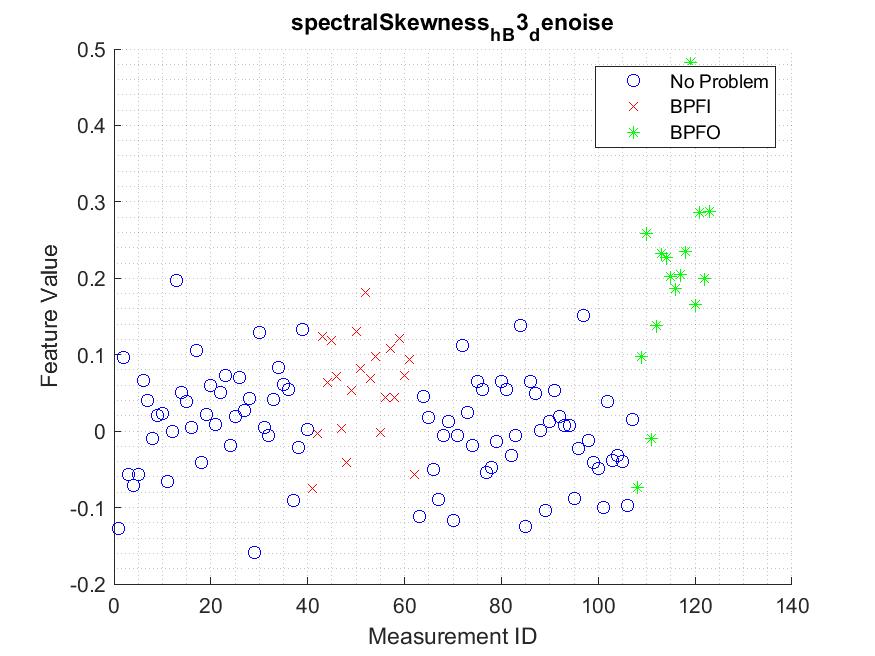 spectralSkewness_hB3_denoise
0.5
0.4
0.3
0.2
0.1
0
-0.1
-0.2
Feature Value
No Problem
BPFI
BPFO
0 20 40 60 80 100 120 140
Measurement ID